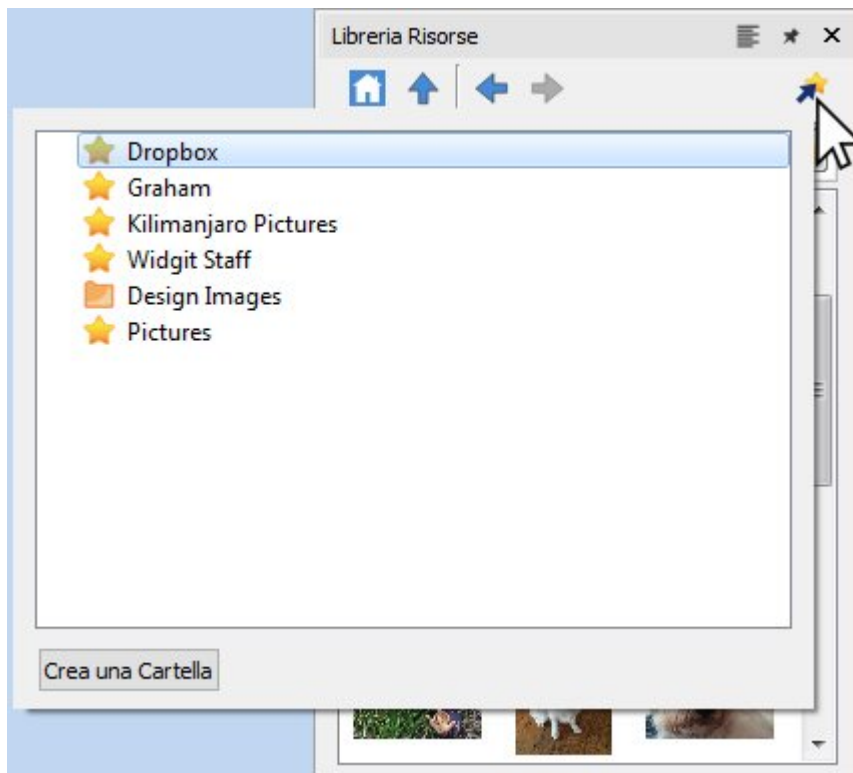 Libreria Risorse
Dropbox
Graham
Kilimanjaro Pictures
Widgit Staff
Design Images
Pictures
Crea una Cartella